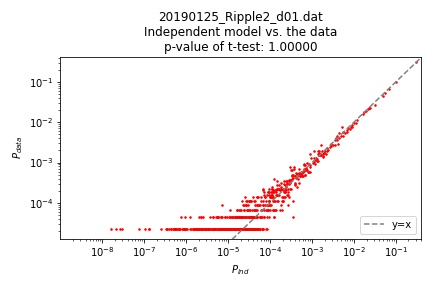 20190125_Ripple2_d01.dat
Independent model vs. the data
p-value of t-test: 1.00000
P_data
10⁻¹
10⁻²
10⁻³
10⁻⁴
y=x
10⁻⁸ 10⁻⁷ 10⁻⁶ 10⁻⁵ 10⁻⁴ 10⁻³ 10⁻² 10⁻¹
P_ind